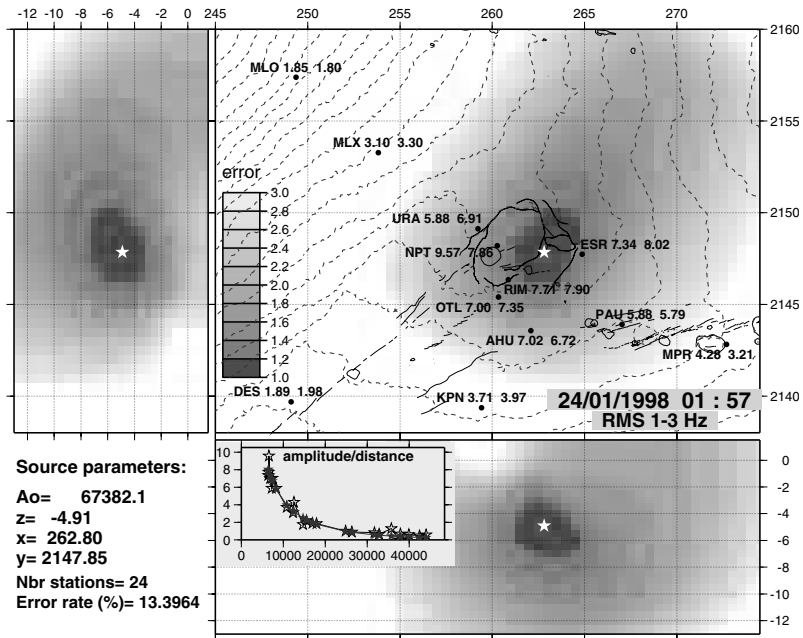 -12 -10 -8 -6 -4 -2 0
245 250 255 260 265 270
2160
2155
2150
2145
2140
MLO 1.85 1.80
MLX 3.10 3.30
error
3.0
2.8
2.6
2.4
2.2
2.0
1.8
1.6
1.4
1.2
1.0
URA 5.88 6.91
NPT 9.57 7.86
ESR 7.34 8.02
RIM 7.71 7.90
OTL 7.00 7.35
PAU 5.88 5.79
AHU 7.02 6.72
MPR 4.28 3.21
DES 1.89 1.98
KPN 3.71 3.97
24/01/1998 01 : 57
RMS 1-3 Hz
Source parameters:
Ao= 67382.1
z= -4.91
x= 262.80
y= 2147.85
Nbr stations= 24
Error rate (%)= 13.3964
amplitude/distance
10
8
6
4
2
0
0 10000 20000 30000 40000
0
-2
-4
-6
-8
-10
-12